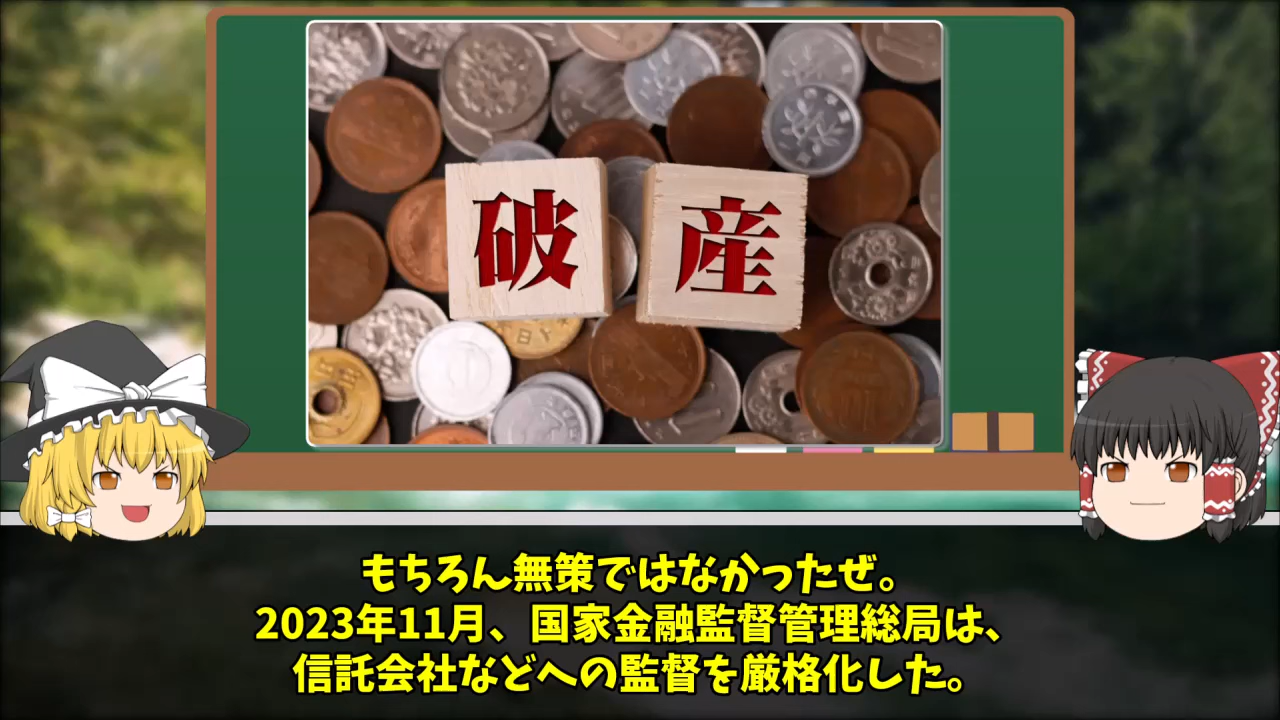 破産
もちろん無策ではなかったぜ。
2023年11月、国家金融監督管理総局は、
信託会社などへの監督を厳格化した。